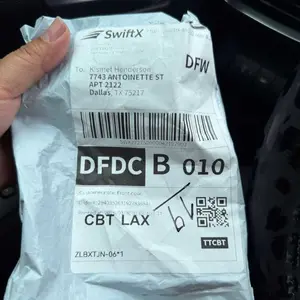 SwiftX
DFW
To: Kismet Henderson
7743 ANTOINETTE ST
APT 2122
Dallas, TX 75217
DFDC B 010
CBT LAX
TTCBT
ZLBXTJN-06*1